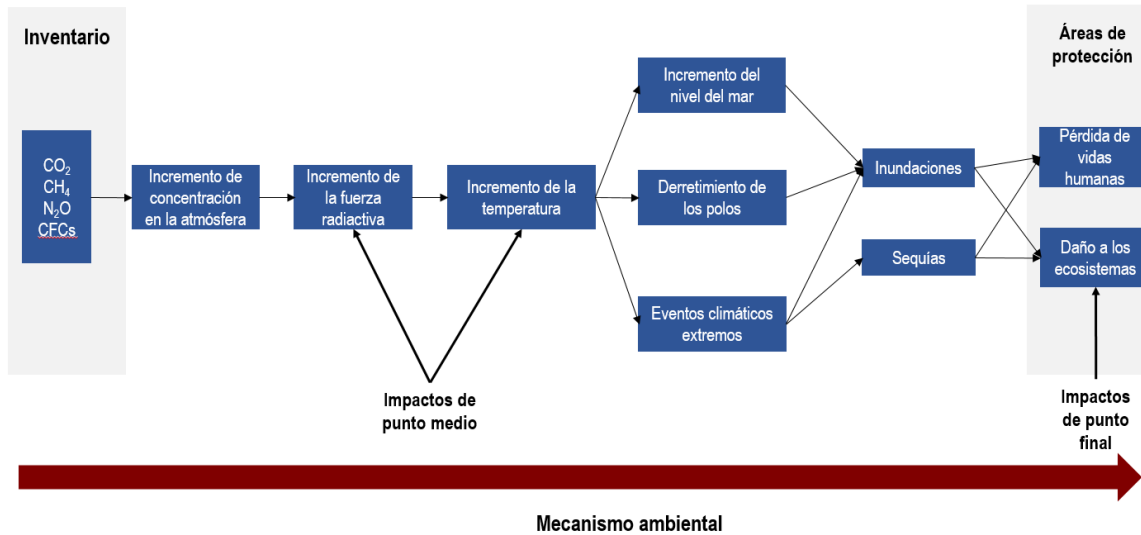 Inventario
CO₂
CH₄
N₂O
CFCs
Incremento de
concentración
en la atmósfera
Incremento de
la fuerza
radiactiva
Incremento de la
temperatura
Incremento del
nivel del mar
Derretimiento de
los polos
Eventos climáticos
extremos
Inundaciones
Sequías
Áreas de
protección
Pérdida de
vidas
humanas
Daño a los
ecosistemas
Impactos de
punto medio
Impactos
de punto
final
Mecanismo ambiental